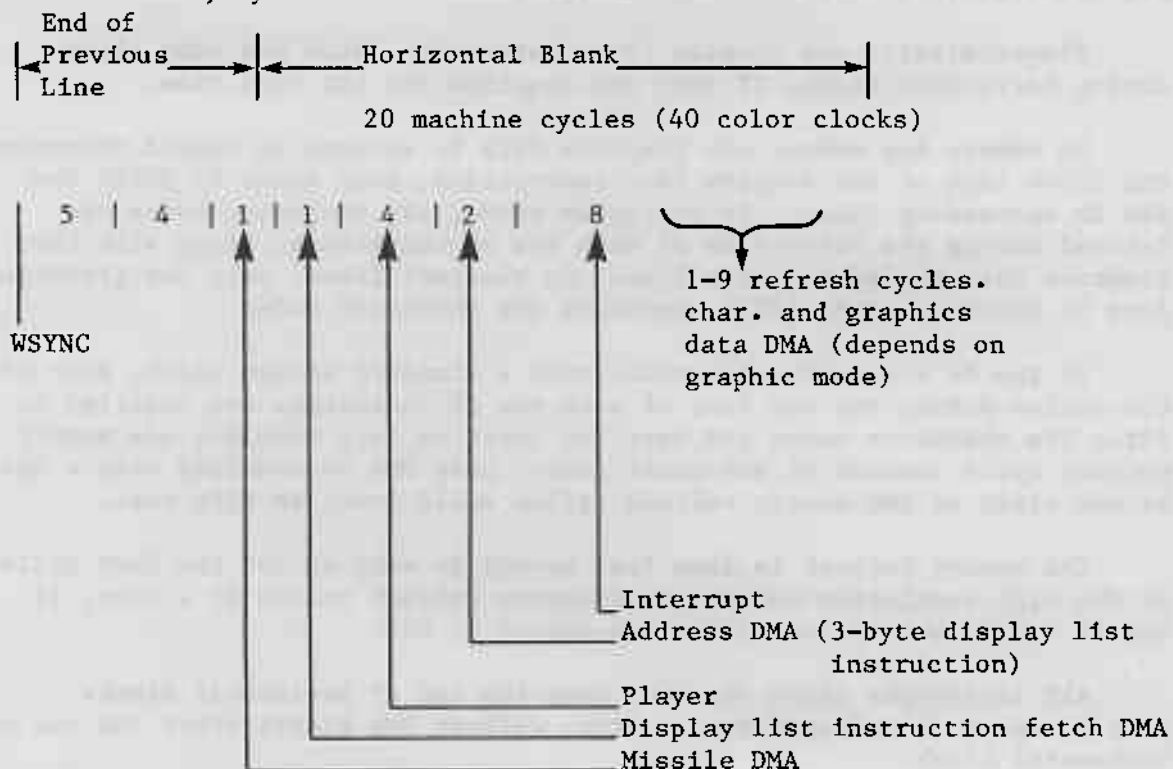 End of
Previous
Line
Horizontal Blank
20 machine cycles (40 color clocks)
| 5 | 4 | 1 | 1 | 4 | 2 | 8
WSYNC
1-9 refresh cycles.
char. and graphics
data DMA (depends on
graphic mode)
Interrupt
Address DMA (3-byte display list
instruction)
Player
Display list instruction fetch DMA
Missile DMA